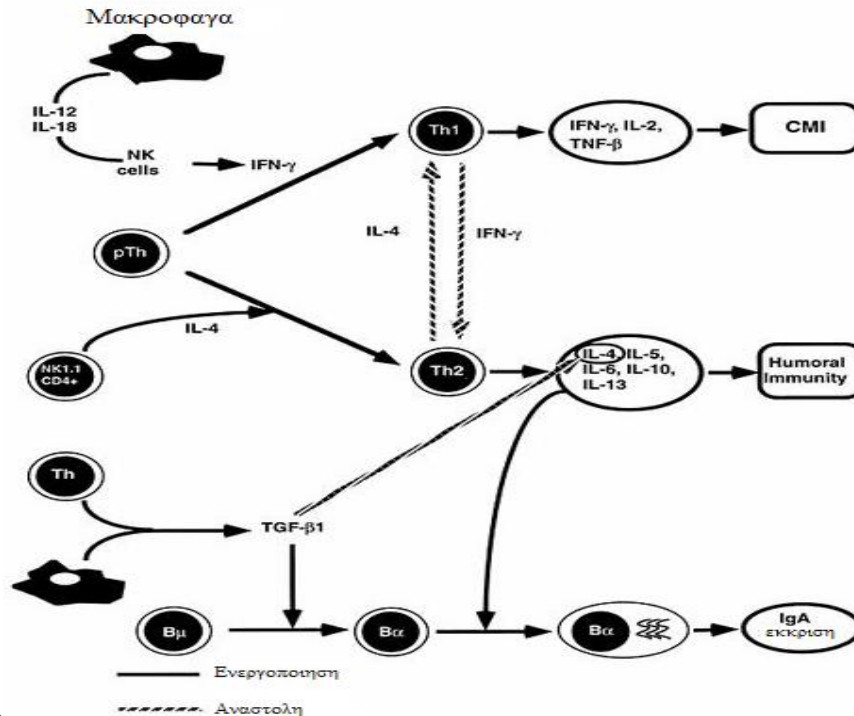 Μακροφαγα
IL-12
IL-18
NK
cells
IFN-γ
Th1
IFN-γ, IL-2,
TNF-β
CMI
pTh
IL-4
IFN-γ
IL-4
NK1.1
CD4+
Th2
IL-4, IL-5,
IL-6, IL-10,
IL-13
Humoral
Immunity
Th
TGF-β1
Bμ
Bα
Bα
IgA
εκκριση
Ενεργοποιηση
Αναστολη